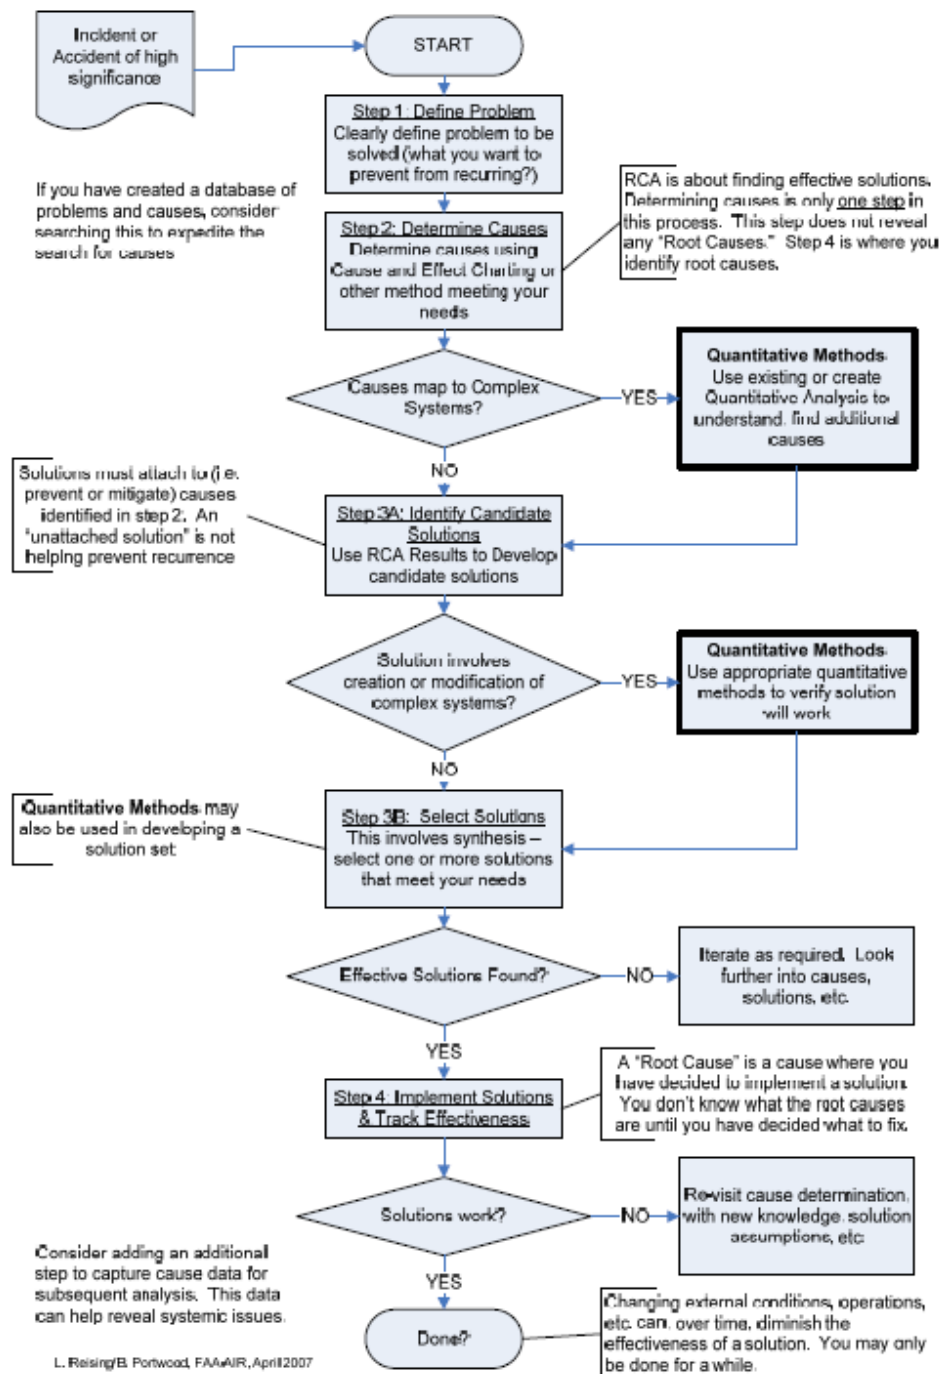 Incident or
Accident of high
significance
START
Step 1: Define Problem
Clearly define problem to be
solved (what you want to
prevent from recurring?)
If you have created a database of
problems and causes, consider
searching this to expedite the
search for causes
RCA is about finding effective solutions.
Determining causes is only one step in
this process. This step does not reveal
any “Root Causes.” Step 4 is where you
identify root causes.
Step 2: Determine Causes
Determine causes using
Cause and Effect Charting or
other method meeting your
needs
Causes map to Complex
Systems?
YES
Quantitative Methods
Use existing or create
Quantitative Analysis to
understand, find additional
causes
NO
Solutions must attach to (i.e.
prevent or mitigate) causes
identified in step 2. An
“unattached solution” is not
helping prevent recurrence
Step 3A: Identify Candidate
Solutions
Use RCA Results to Develop
candidate solutions
Solution involves
creation or modification of
complex systems?
YES
Quantitative Methods
Use appropriate quantitative
methods to verify solution
will work
NO
Quantitative Methods may
also be used in developing a
solution set
Step 3B: Select Solutions
This involves synthesis –
select one or more solutions
that meet your needs
Effective Solutions Found?
NO
Iterate as required. Look
further into causes,
solutions, etc.
YES
Step 4: Implement Solutions
& Track Effectiveness
A “Root Cause” is a cause where you
have decided to implement a solution.
You don’t know what the root causes
are until you have decided what to fix.
Solutions work?
NO
Re-visit cause determination,
with new knowledge, solution
assumptions, etc
YES
Consider adding an additional
step to capture cause data for
subsequent analysis. This data
can help reveal systemic issues.
Done?
Changing external conditions, operations,
etc. can, over time, diminish the
effectiveness of a solution. You may only
be done for a while.
L. Reising/B. Portwood, FAA-AIR, April 2007